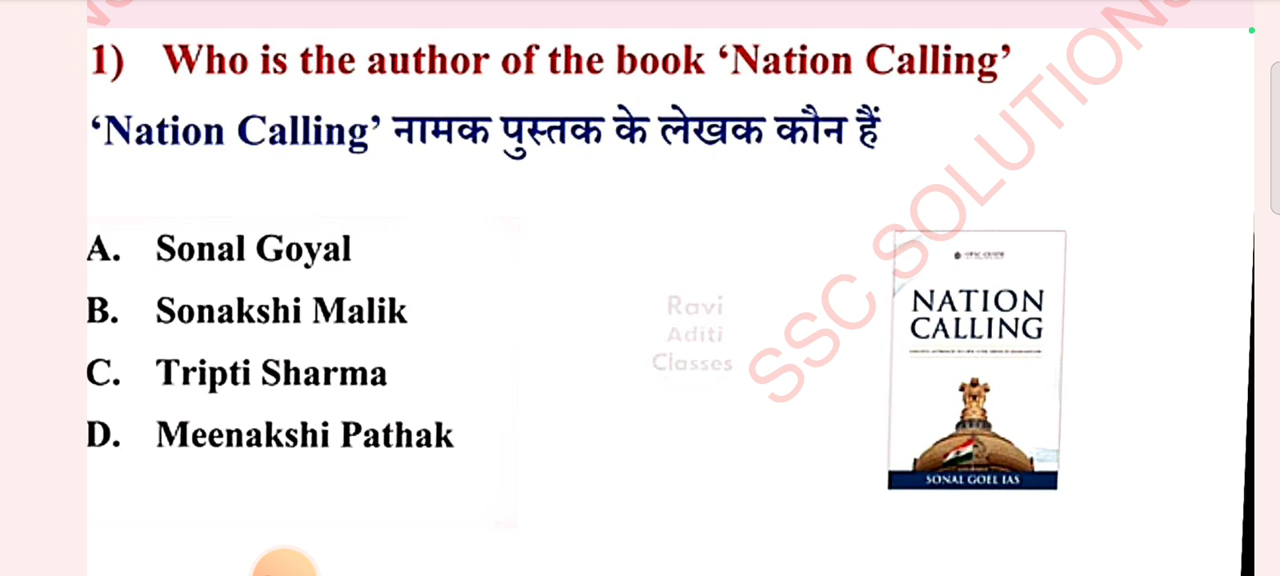 1) Who is the author of the book ‘Nation Calling’
‘Nation Calling’ नामक पुस्तक के लेखक कौन हैं
A. Sonal Goyal
B. Sonakshi Malik
C. Tripti Sharma
D. Meenakshi Pathak
Ravi
Aditi
Classes
SSC SOLUTIONS
NATION
CALLING
SONAL GOEL IAS